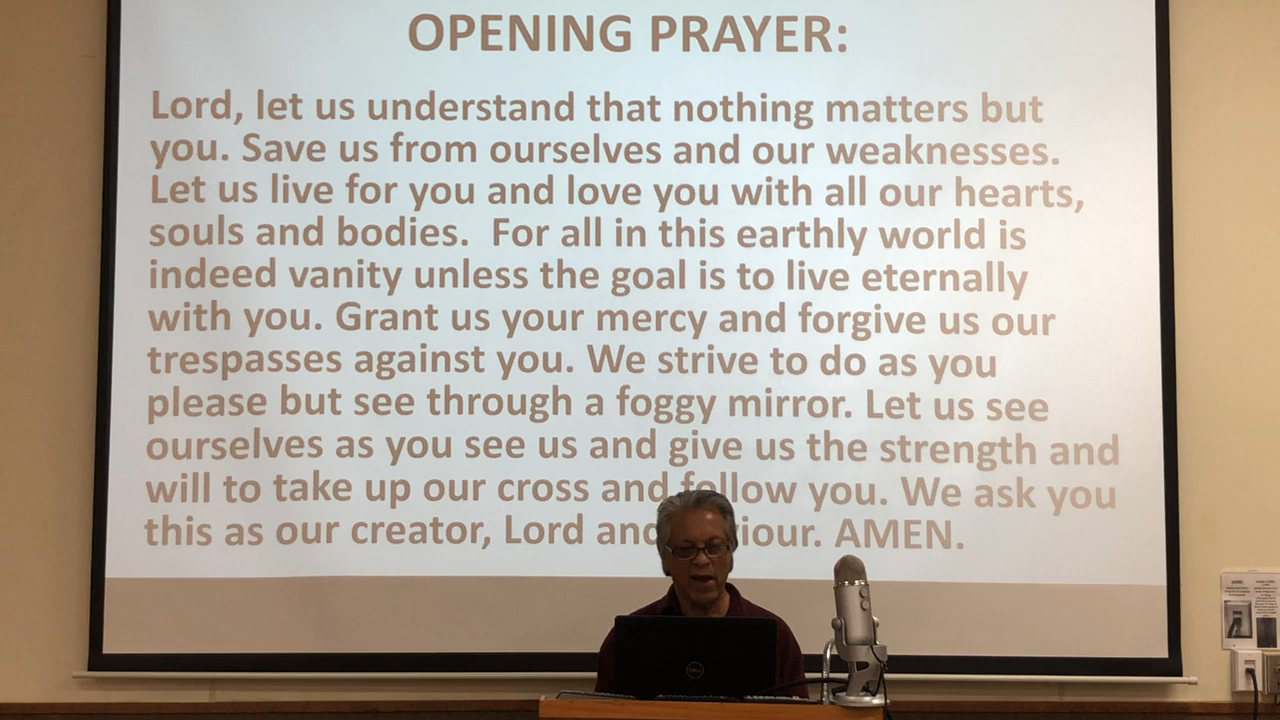 OPENING PRAYER:
Lord, let us understand that nothing matters but
you. Save us from ourselves and our weaknesses.
Let us live for you and love you with all our hearts,
souls and bodies.  For all in this earthly world is
indeed vanity unless the goal is to live eternally
with you. Grant us your mercy and forgive us our
trespasses against you. We strive to do as you
please but see through a foggy mirror. Let us see
ourselves as you see us and give us the strength and
will to take up our cross and follow you. We ask you
this as our creator, Lord and iour. AMEN.
DELL